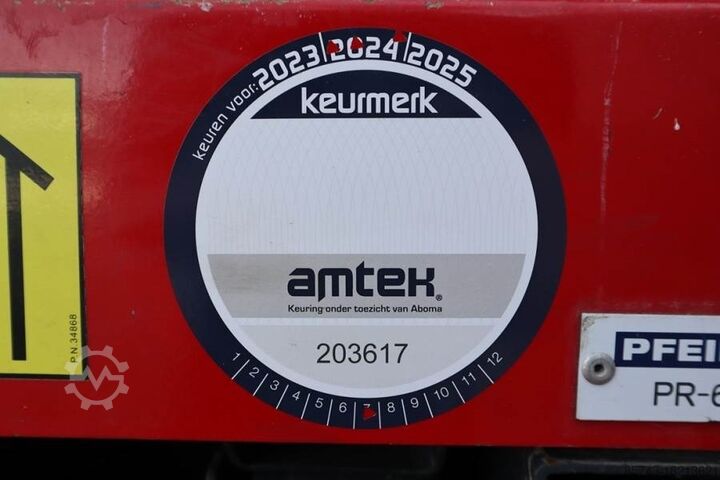 keuren voor: 2023 2024 2025
keurmerk
amtek®
Keuring onder toezicht van Aboma
203617
1 2 3 4 5 6 7 8 9 10 11 12
P.N. 34868
PFEI
PR-6